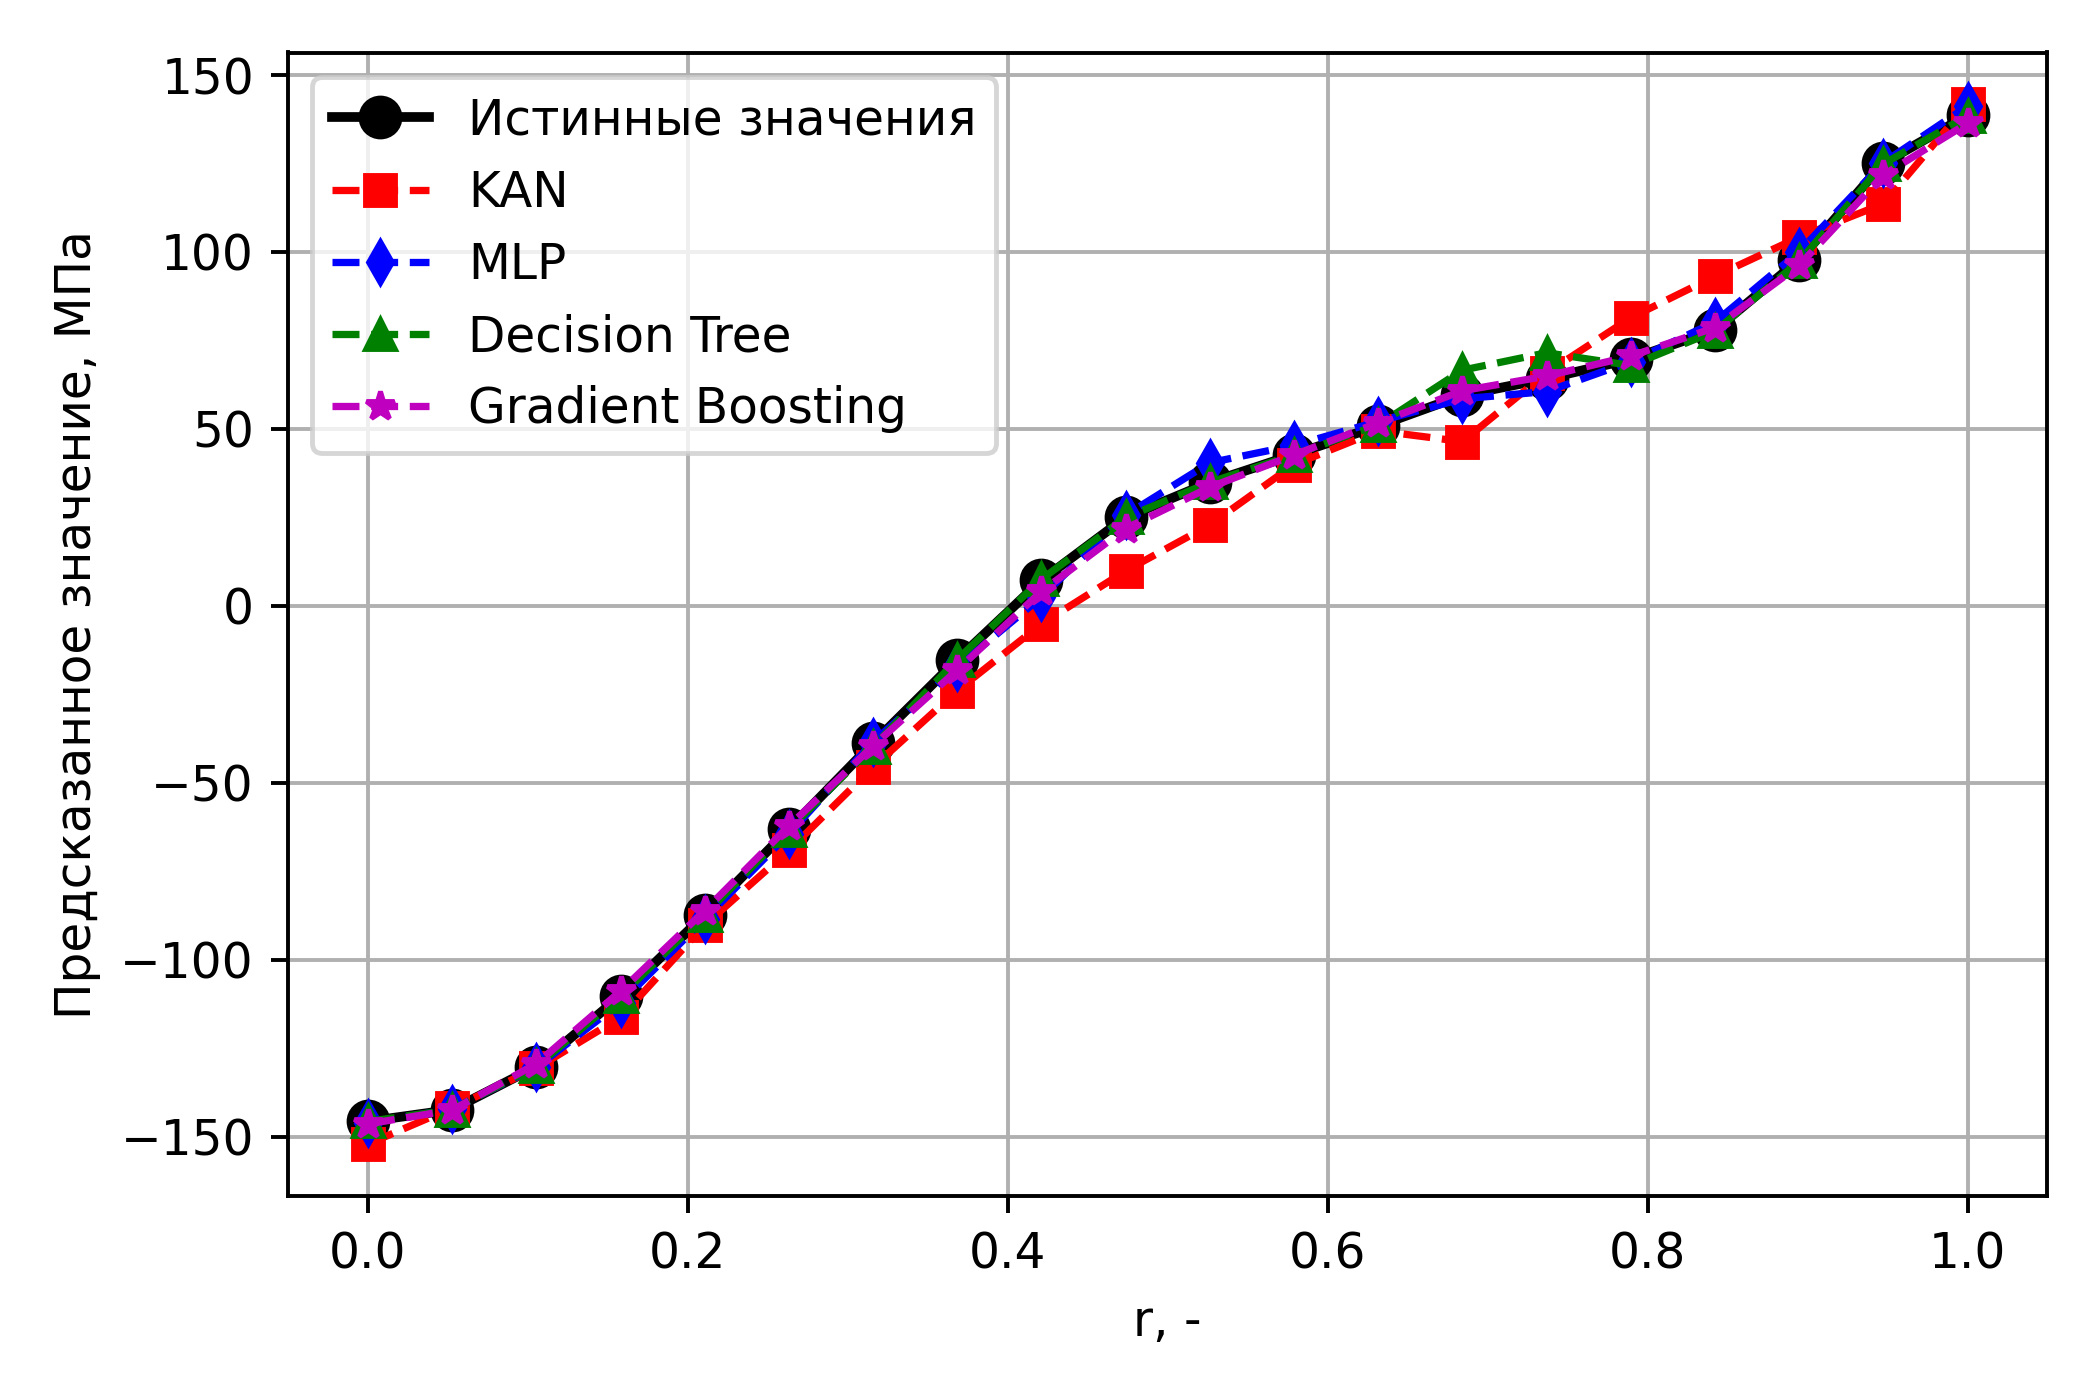 150
100
50
0
−50
−100
−150
Предсказанное значение, МПа
Истинные значения
KAN
MLP
Decision Tree
Gradient Boosting
0.0 0.2 0.4 0.6 0.8 1.0
r, -